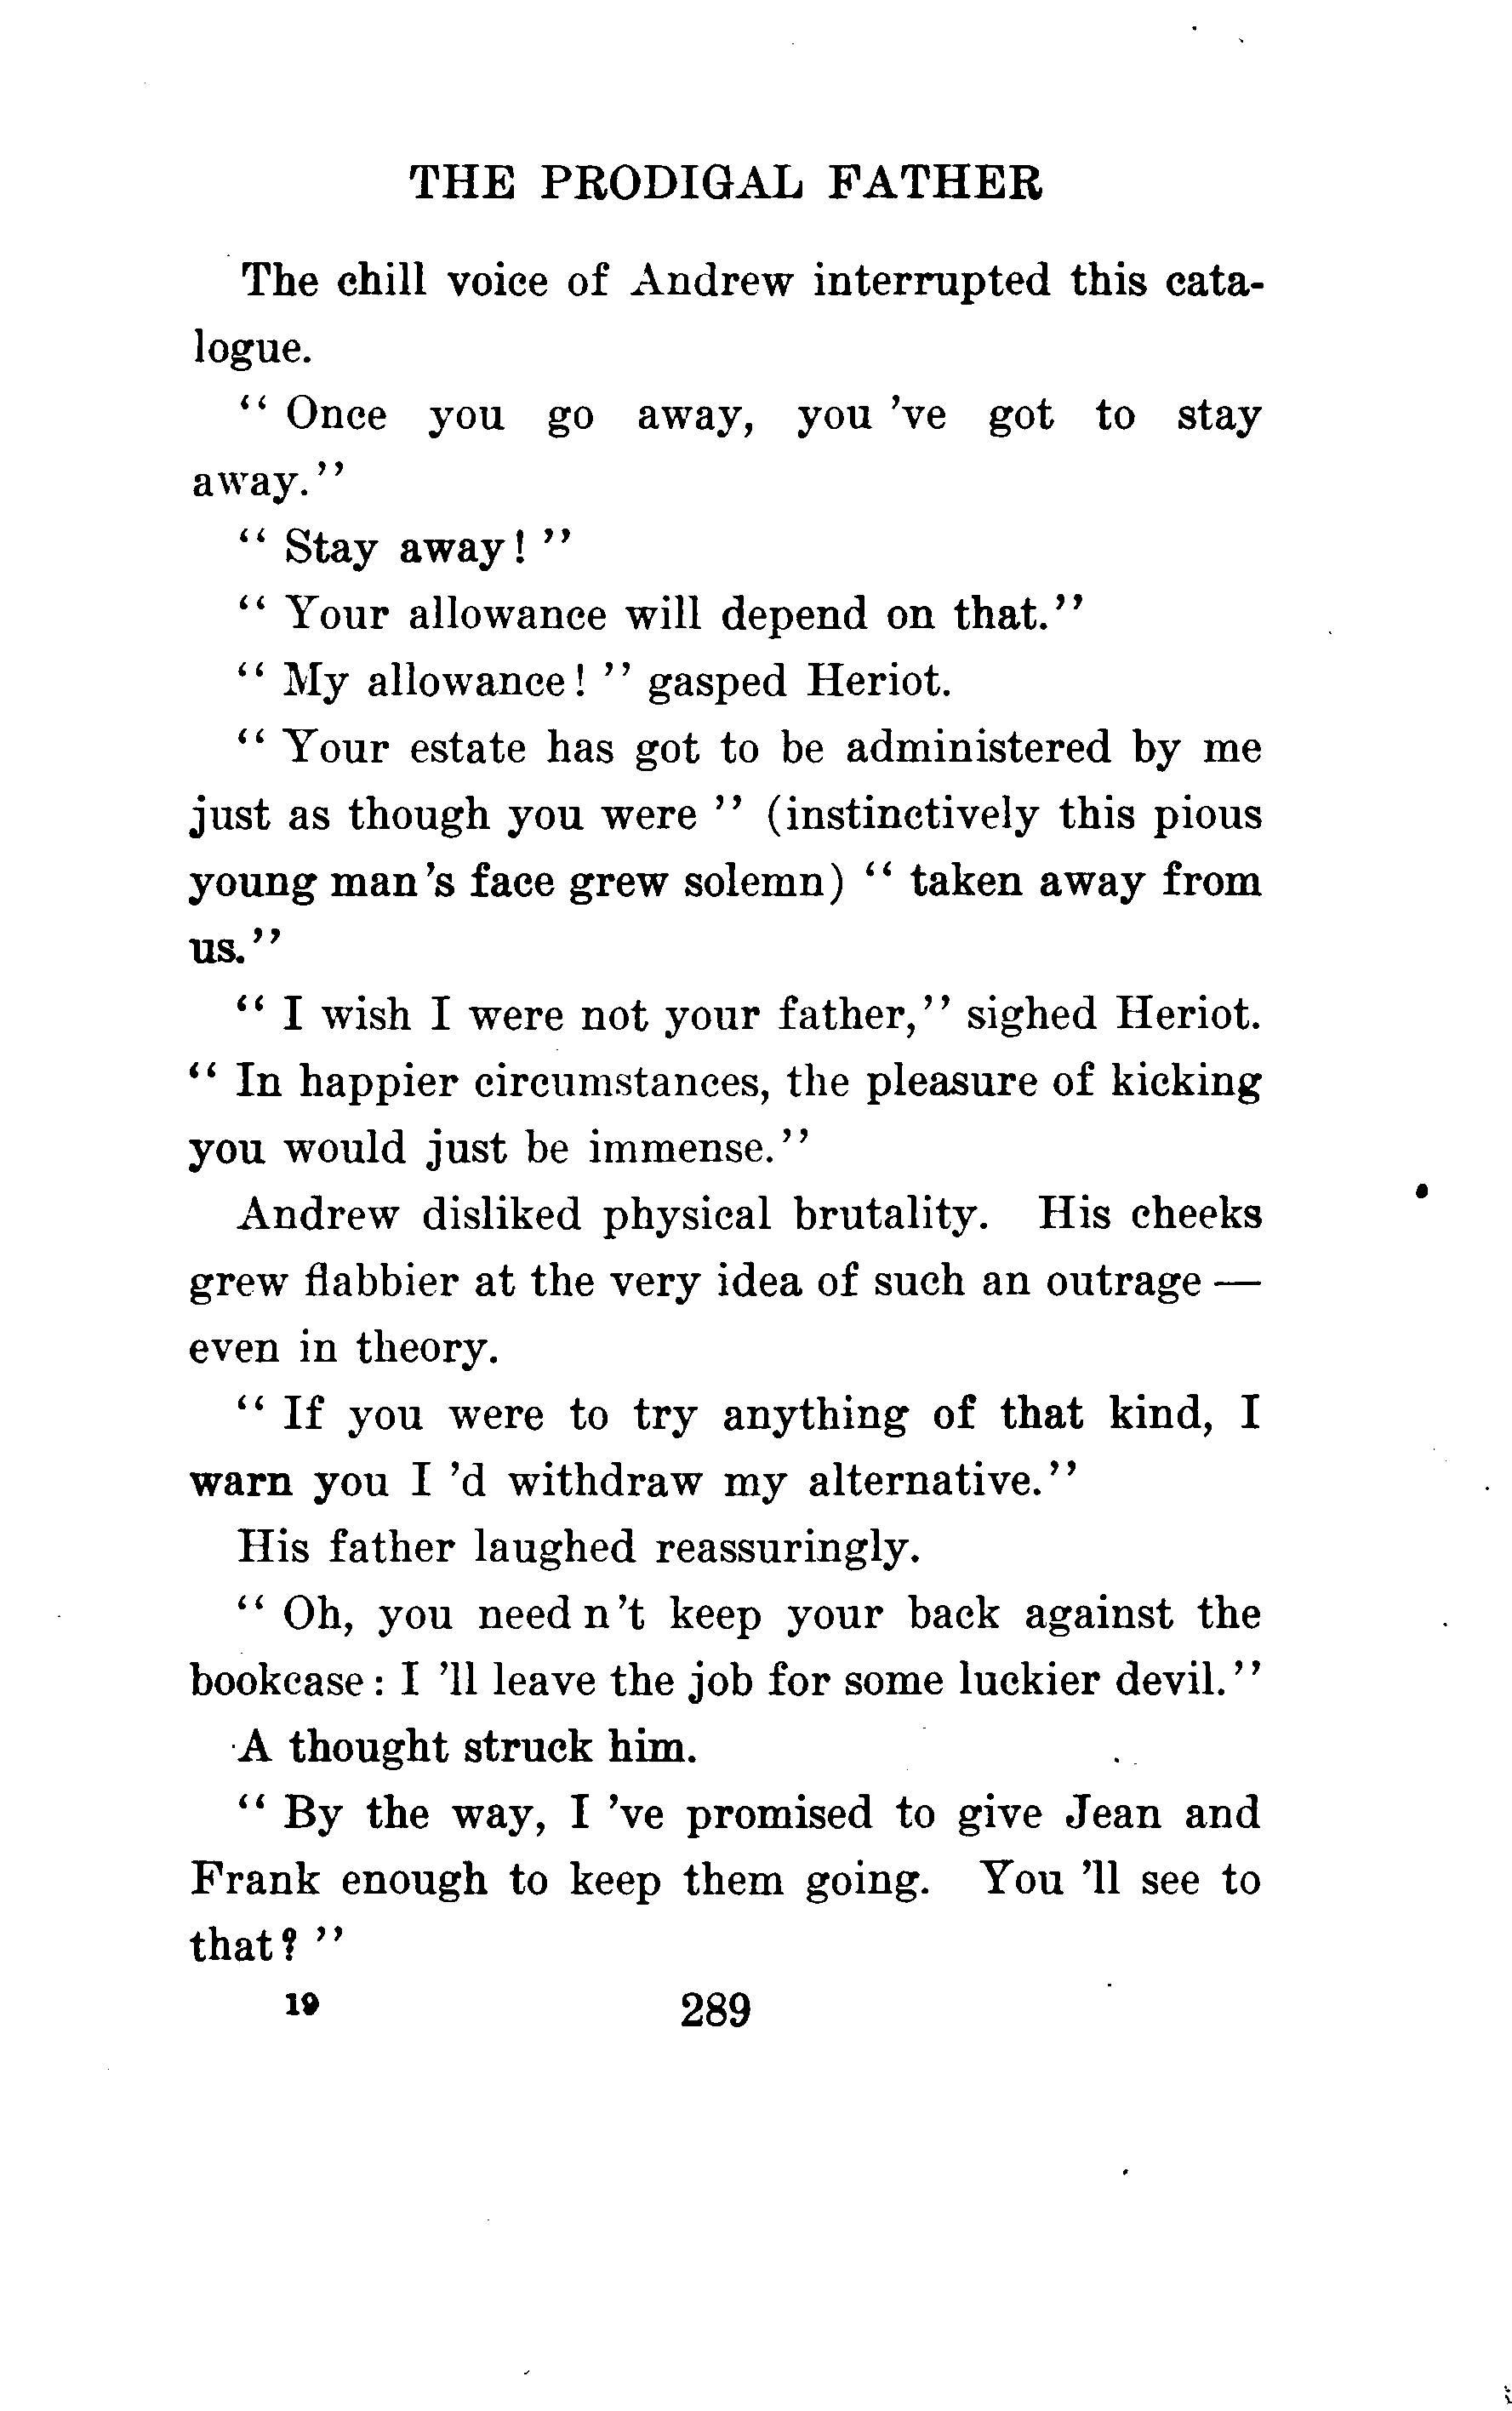 THE PRODIGAL FATHER
The chill voice of Andrew interrupted this cata-
logue.
“ Once you go away, you ’ve got to stay
away.”
“ Stay away! ”
“ Your allowance will depend on that.”
“ My allowance! ” gasped Heriot.
“ Your estate has got to be administered by me
just as though you were ” (instinctively this pious
young man’s face grew solemn) “ taken away from
us.”
“ I wish I were not your father,” sighed Heriot.
“ In happier circumstances, the pleasure of kicking
you would just be immense.”
Andrew disliked physical brutality. His cheeks
grew flabbier at the very idea of such an outrage —
even in theory.
“ If you were to try anything of that kind, I
warn you I ’d withdraw my alternative.”
His father laughed reassuringly.
“ Oh, you need n’t keep your back against the
bookcase: I ’ll leave the job for some luckier devil.”
A thought struck him.
“ By the way, I ’ve promised to give Jean and
Frank enough to keep them going. You ’ll see to
that? ”
19 289